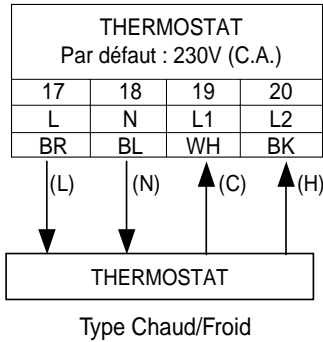 THERMOSTAT
Par défaut : 230V (C.A.)
17 18 19 20
L N L1 L2
BR BL WH BK
(L) (N) (C) (H)
THERMOSTAT
Type Chaud/Froid